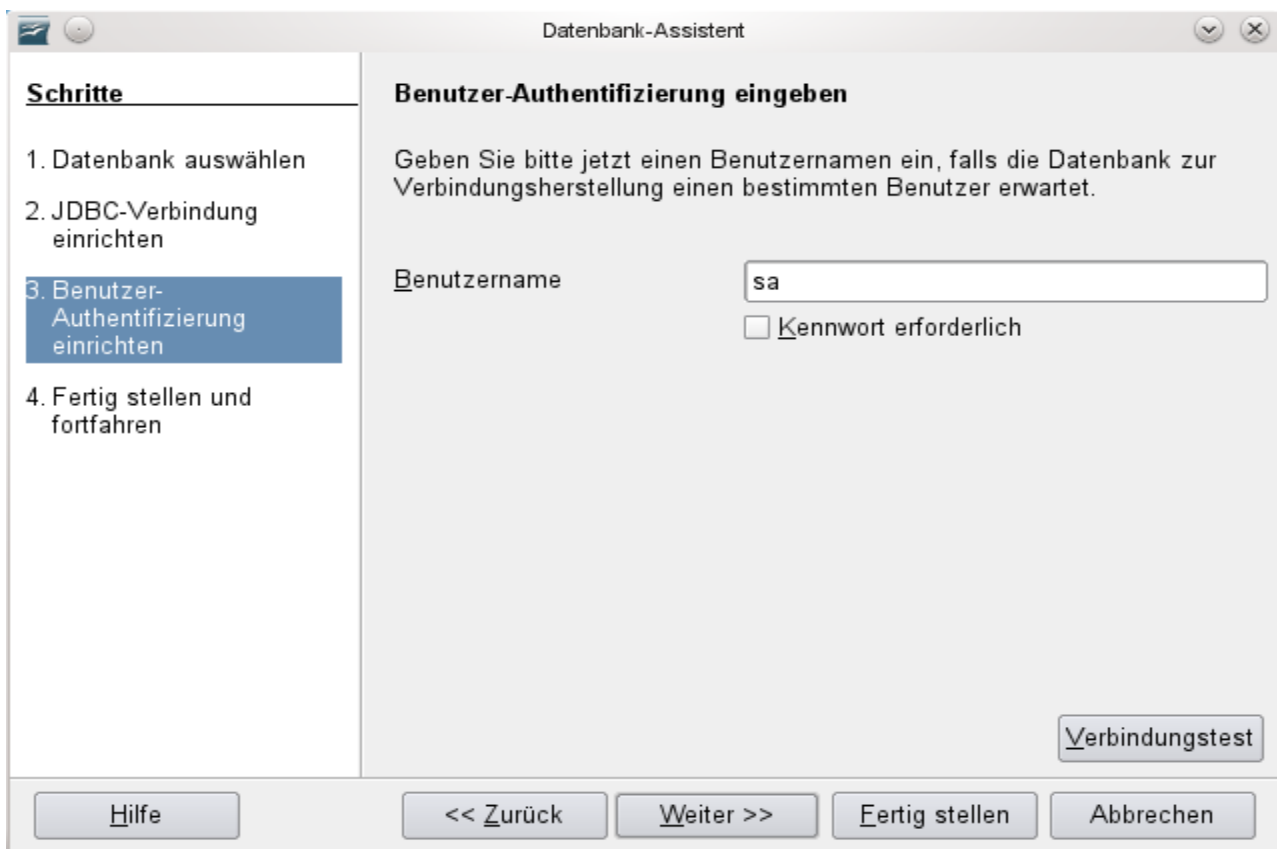 Datenbank-Assistent
Schritte
1. Datenbank auswählen
2. JDBC-Verbindung
einrichten
3. Benutzer-
Authentifizierung
einrichten
4. Fertig stellen und
fortfahren
Benutzer-Authentifizierung eingeben
Geben Sie bitte jetzt einen Benutzernamen ein, falls die Datenbank zur
Verbindungsherstellung einen bestimmten Benutzer erwartet.
Benutzername
sa
Kennwort erforderlich
Verbindungstest
Hilfe
<< Zurück
Weiter >>
Fertig stellen
Abbrechen